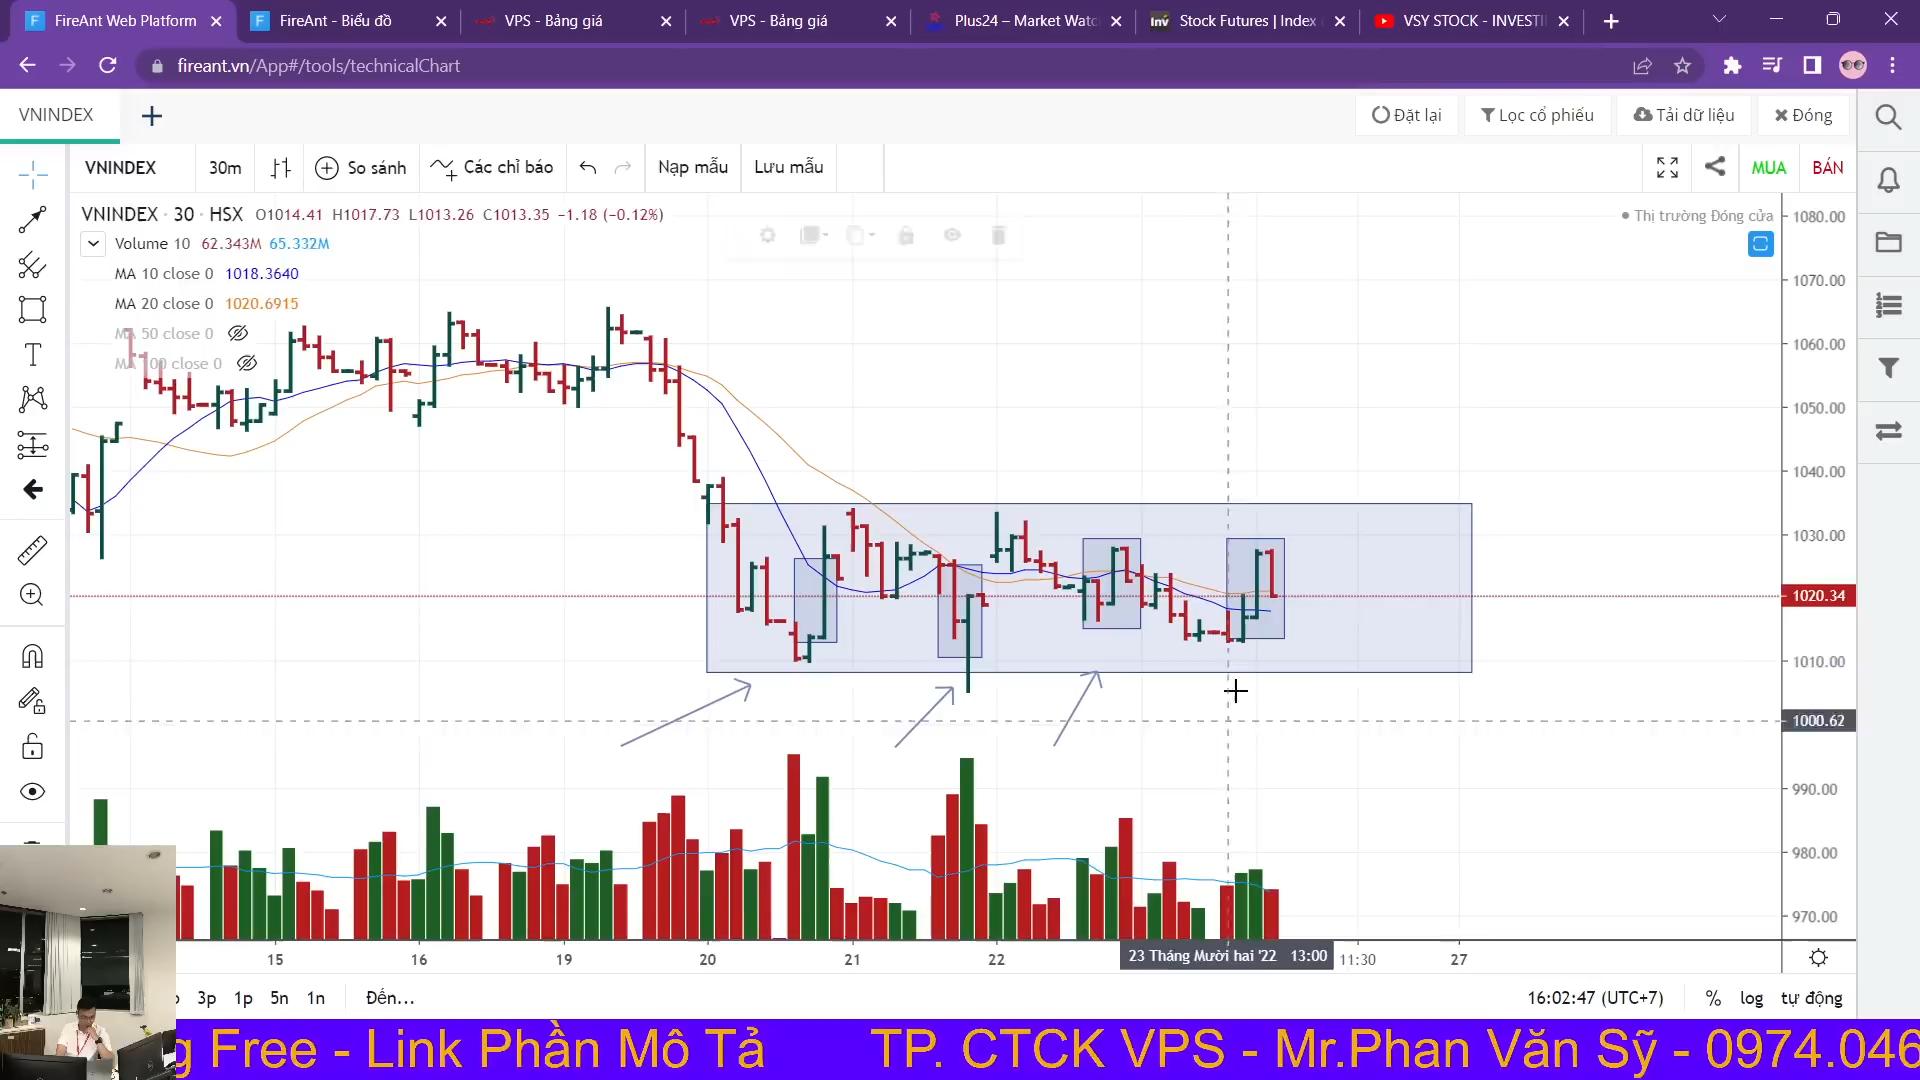 FireAnt Web Platform
FireAnt - Biểu đồ
VPS - Bảng giá
VPS - Bảng giá
Plus24 – Market Watc
Stock Futures | Index
VSY STOCK - INVESTI
fireant.vn/App#/tools/technicalChart
VNINDEX
Đặt lại
Lọc cổ phiếu
Tải dữ liệu
Đóng
VNINDEX
30m
So sánh
Các chỉ báo
Nạp mẫu
Lưu mẫu
MUA
BÁN
VNINDEX · 30 · HSX O1014.41 H1017.73 L1013.26 C1013.35 −1.18 (−0.12%)
Thị trường Đóng cửa
Volume 10 62.343M 65.332M
MA 10 close 0 1018.3640
MA 20 close 0 1020.6915
MA 50 close 0
MA 100 close 0
1080.00
1070.00
1060.00
1050.00
1040.00
1030.00
1020.34
1010.00
1000.62
990.00
980.00
970.00
15
16
19
20
21
22
23 Tháng Mười hai '22 13:00
11:30
27
3p
1p
5n
1n
Đến...
16:02:47 (UTC+7)
%
log
tự động
g Free - Link Phần Mô Tả
TP. CTCK VPS - Mr.Phan Văn Sỹ - 0974.046